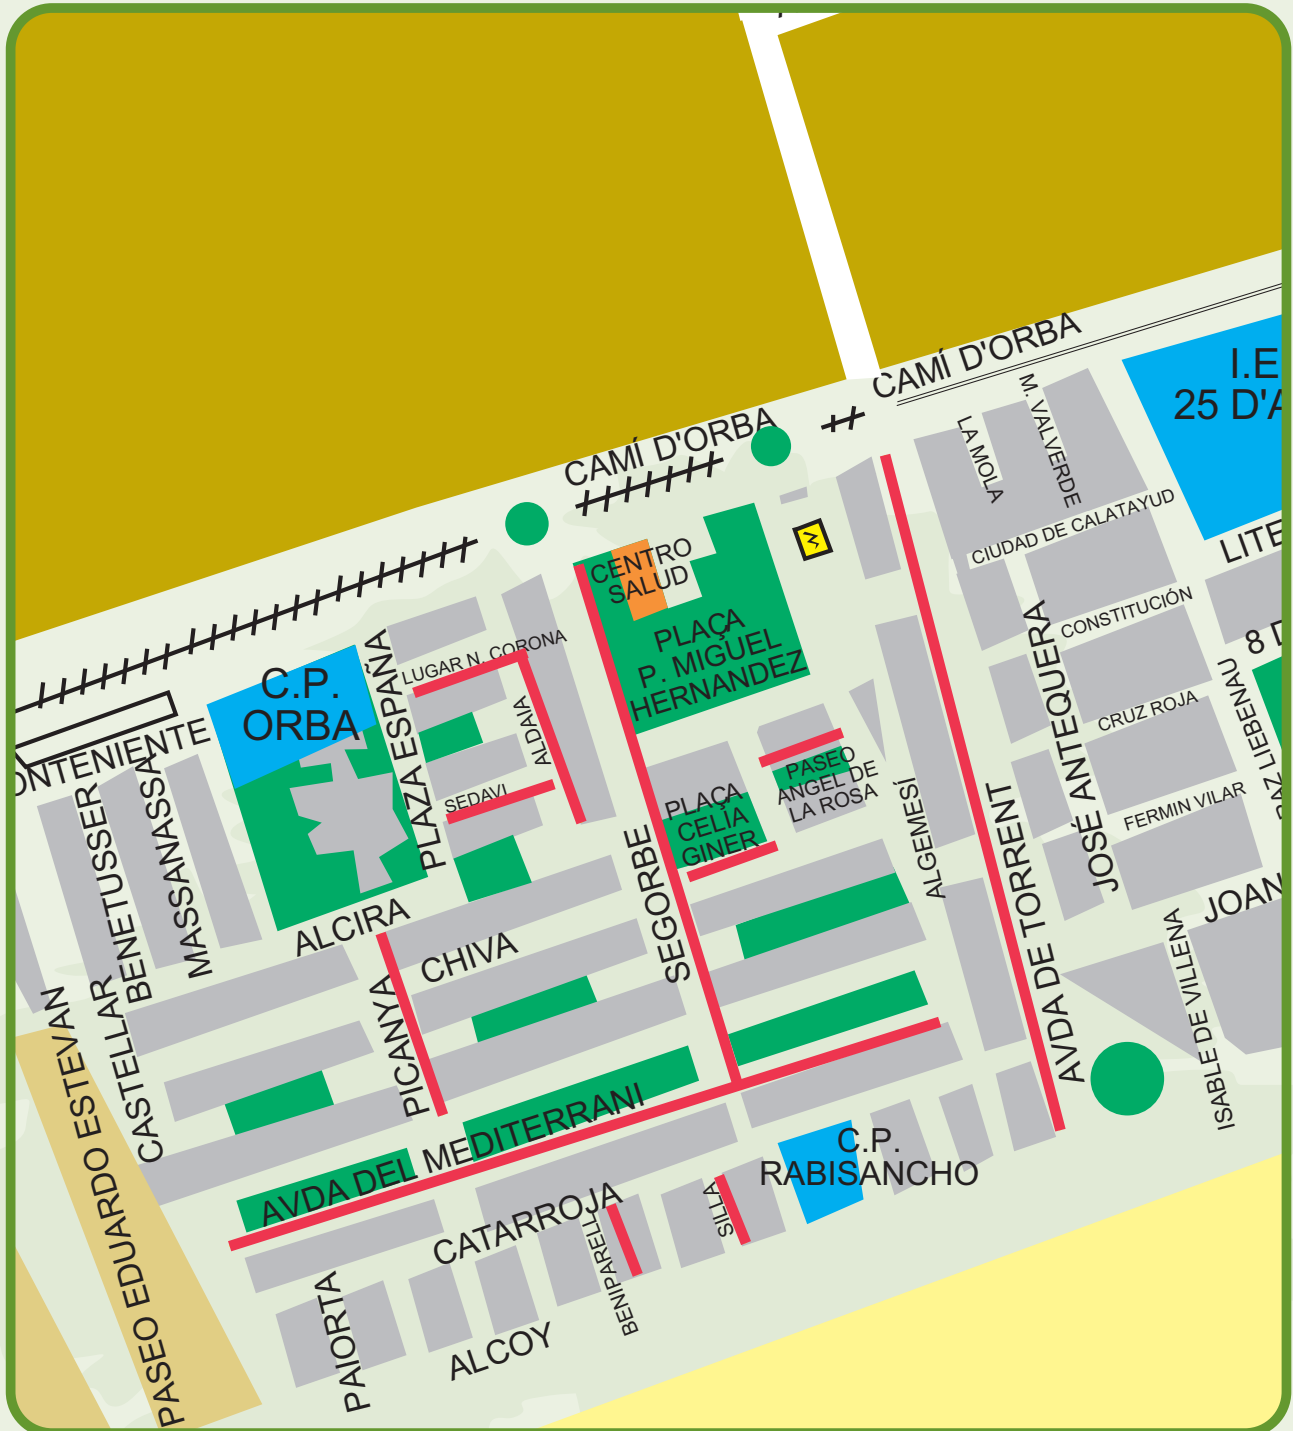 CAMÍ D'ORBA
I.E
25 D'A
CAMÍ D'ORBA
M. VALVERDE
LA MOLA
CIUDAD DE CALATAYUD
LITE
CENTRO
SALUD
PLAÇA
P. MIGUEL
HERNANDEZ
CONSTITUCIÓN
8 D
C.P.
ORBA
PLAZA ESPAÑA
LUGAR N. CORONA
ALDAIA
SEDAVI
CRUZ ROJA
JOSÉ ANTEQUERA
FERMIN VILAR
PASEO
ANGEL DE
LA ROSA
PLAÇA
CELIA
GINER
ALGEMESÍ
AVDA DE TORRENT
SEGORBE
ONTENIENTE
BENETUSSER
MASSANASSA
ALCIRA
CHIVA
PICANYA
JOAN
ISABLE DE VILLENA
CASTELLAR
PASEO EDUARDO ESTEVAN
AVDA DEL MEDITERRANI
C.P.
RABISANCHO
CATARROJA
SILLA
BENIPARELL
PAIORTA
ALCOY